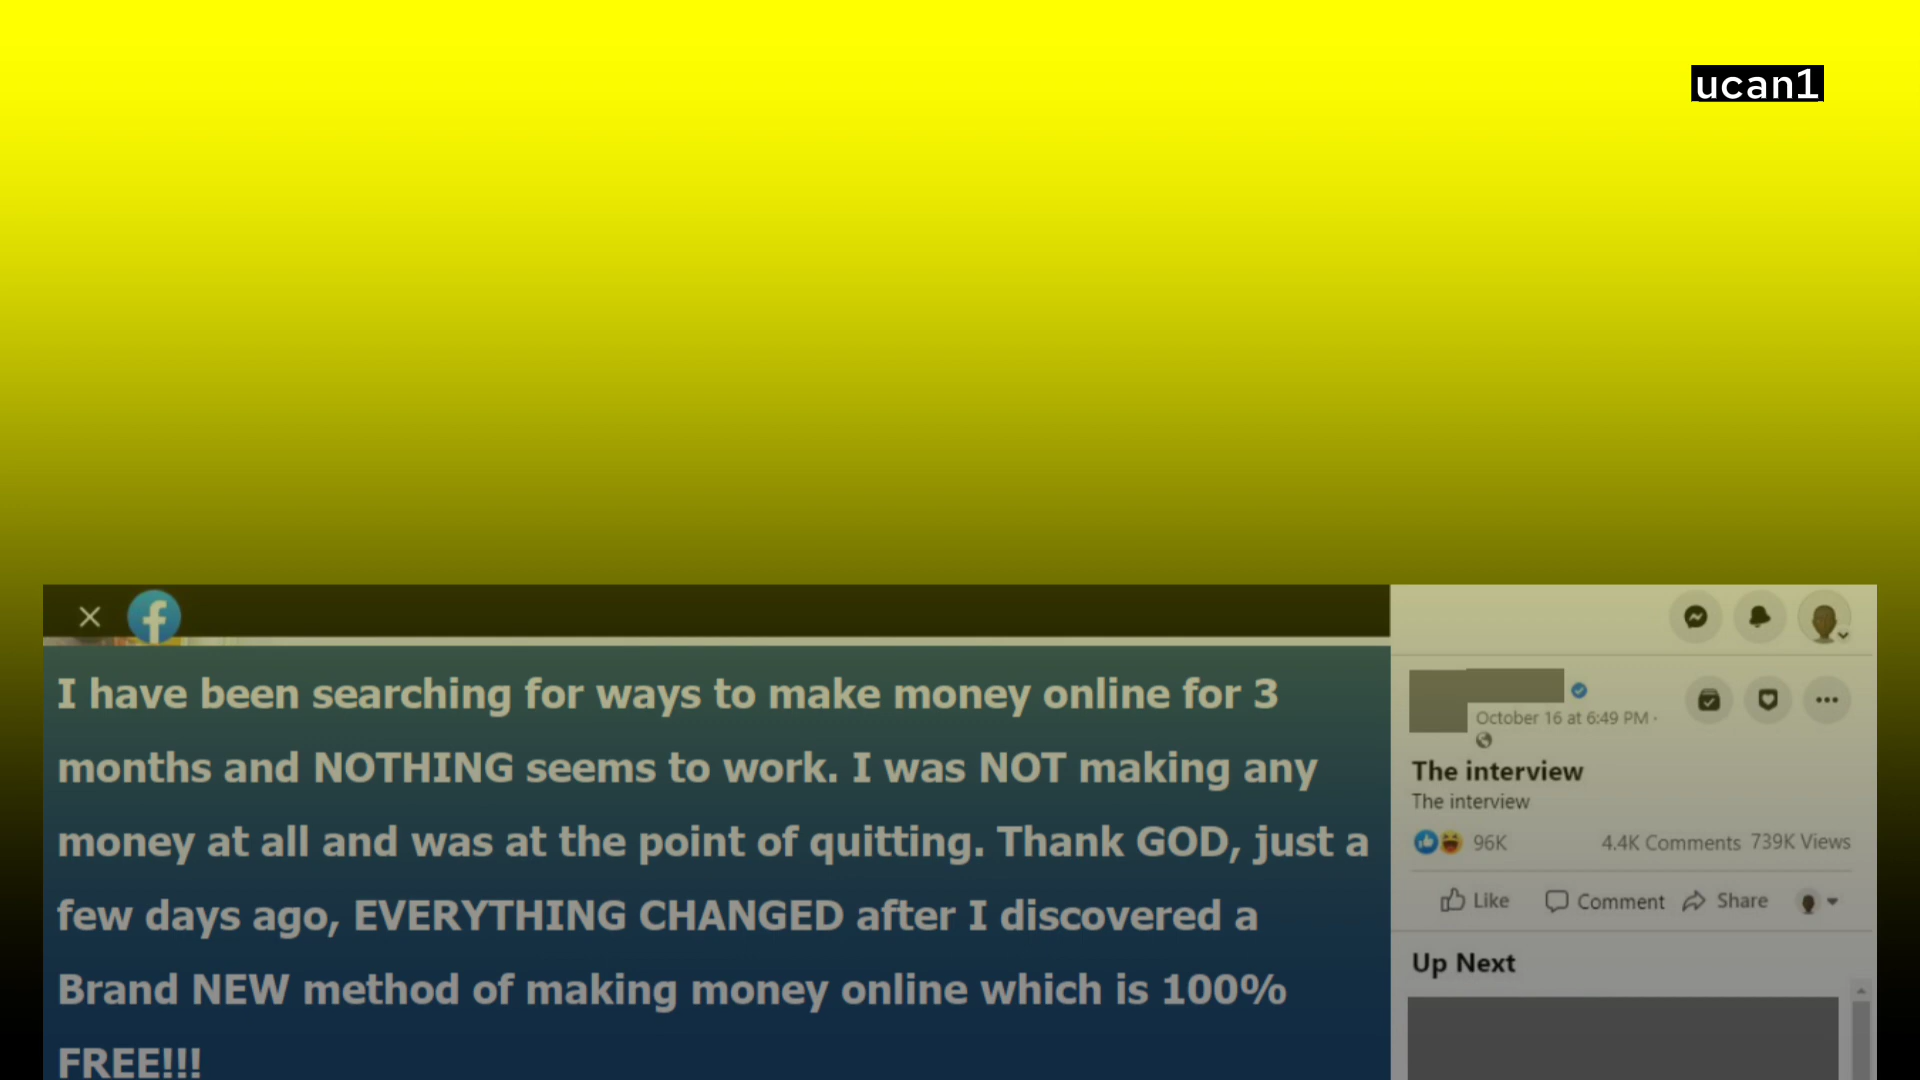 ucan1
I have been searching for ways to make money online for 3
months and NOTHING seems to work. I was NOT making any
money at all and was at the point of quitting. Thank GOD, just a
few days ago, EVERYTHING CHANGED after I discovered a
Brand NEW method of making money online which is 100%
FREE!!!
October 16 at 6:49 PM ·
The interview
The interview
96K 4.4K Comments 739K Views
Like Comment Share
Up Next